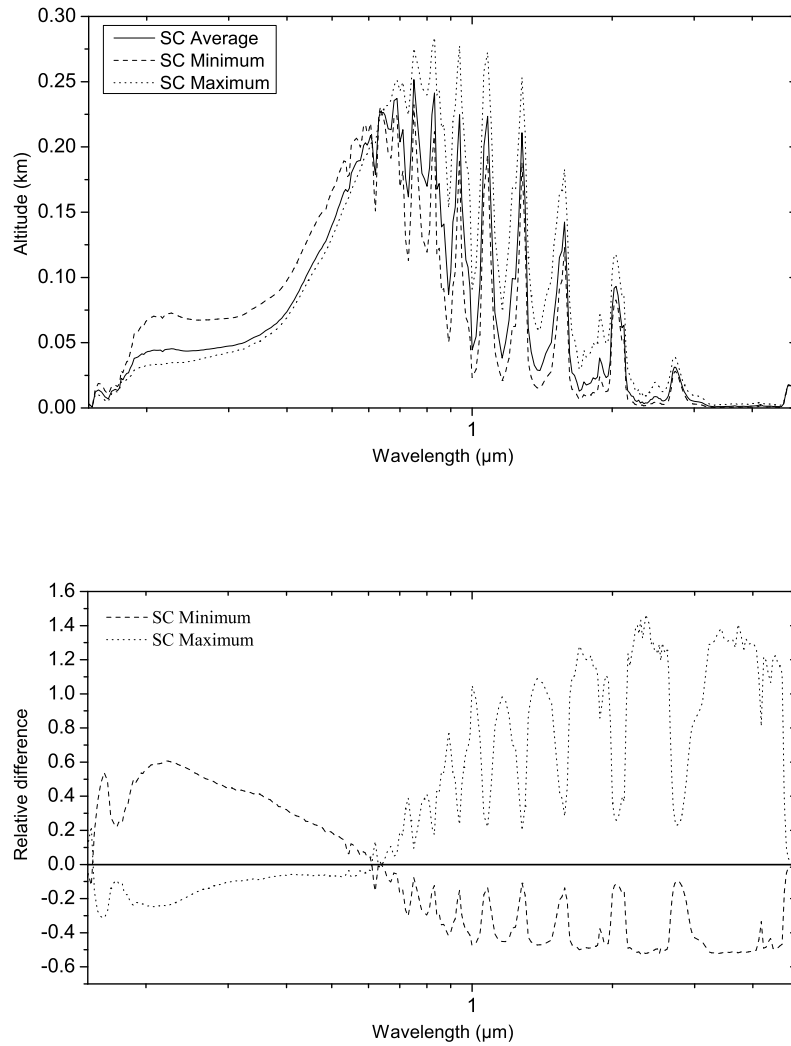 0.30
SC Average
SC Minimum
SC Maximum
0.25
0.20
0.15
0.10
0.05
0.00
Altitude (km)
1
Wavelength (µm)
1.6
SC Minimum
SC Maximum
1.4
1.2
1.0
0.8
0.6
0.4
0.2
0.0
-0.2
-0.4
-0.6
Relative difference
1
Wavelength (µm)